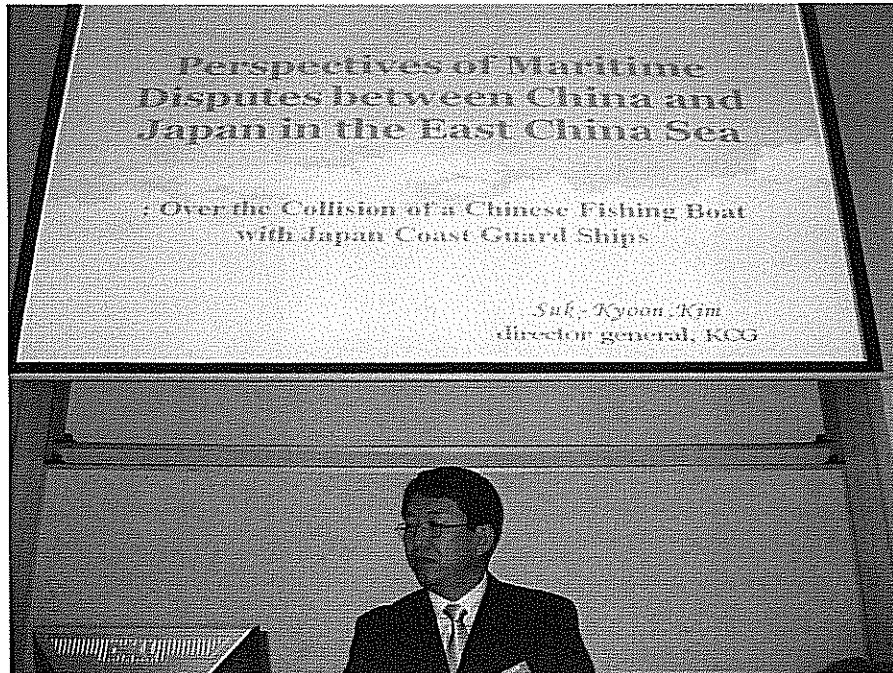 Perspectives of Maritime
Disputes between China and
Japan in the East China Sea
: Over the Collision of a Chinese Fishing Boat
with Japan Coast Guard Ships
Suk-Kyoon Kim
director general, KCG